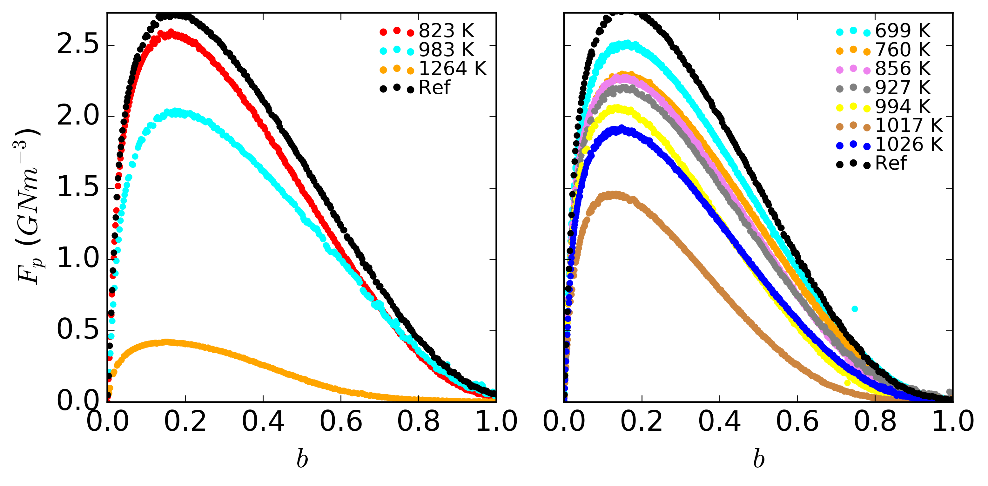 823 K
983 K
1264 K
Ref
699 K
760 K
856 K
927 K
994 K
1017 K
1026 K
Ref
2.5
2.0
1.5
1.0
0.5
0.0
F_p (GNm^{-3})
0.0 0.2 0.4 0.6 0.8 1.0
0.0 0.2 0.4 0.6 0.8 1.0
b
b